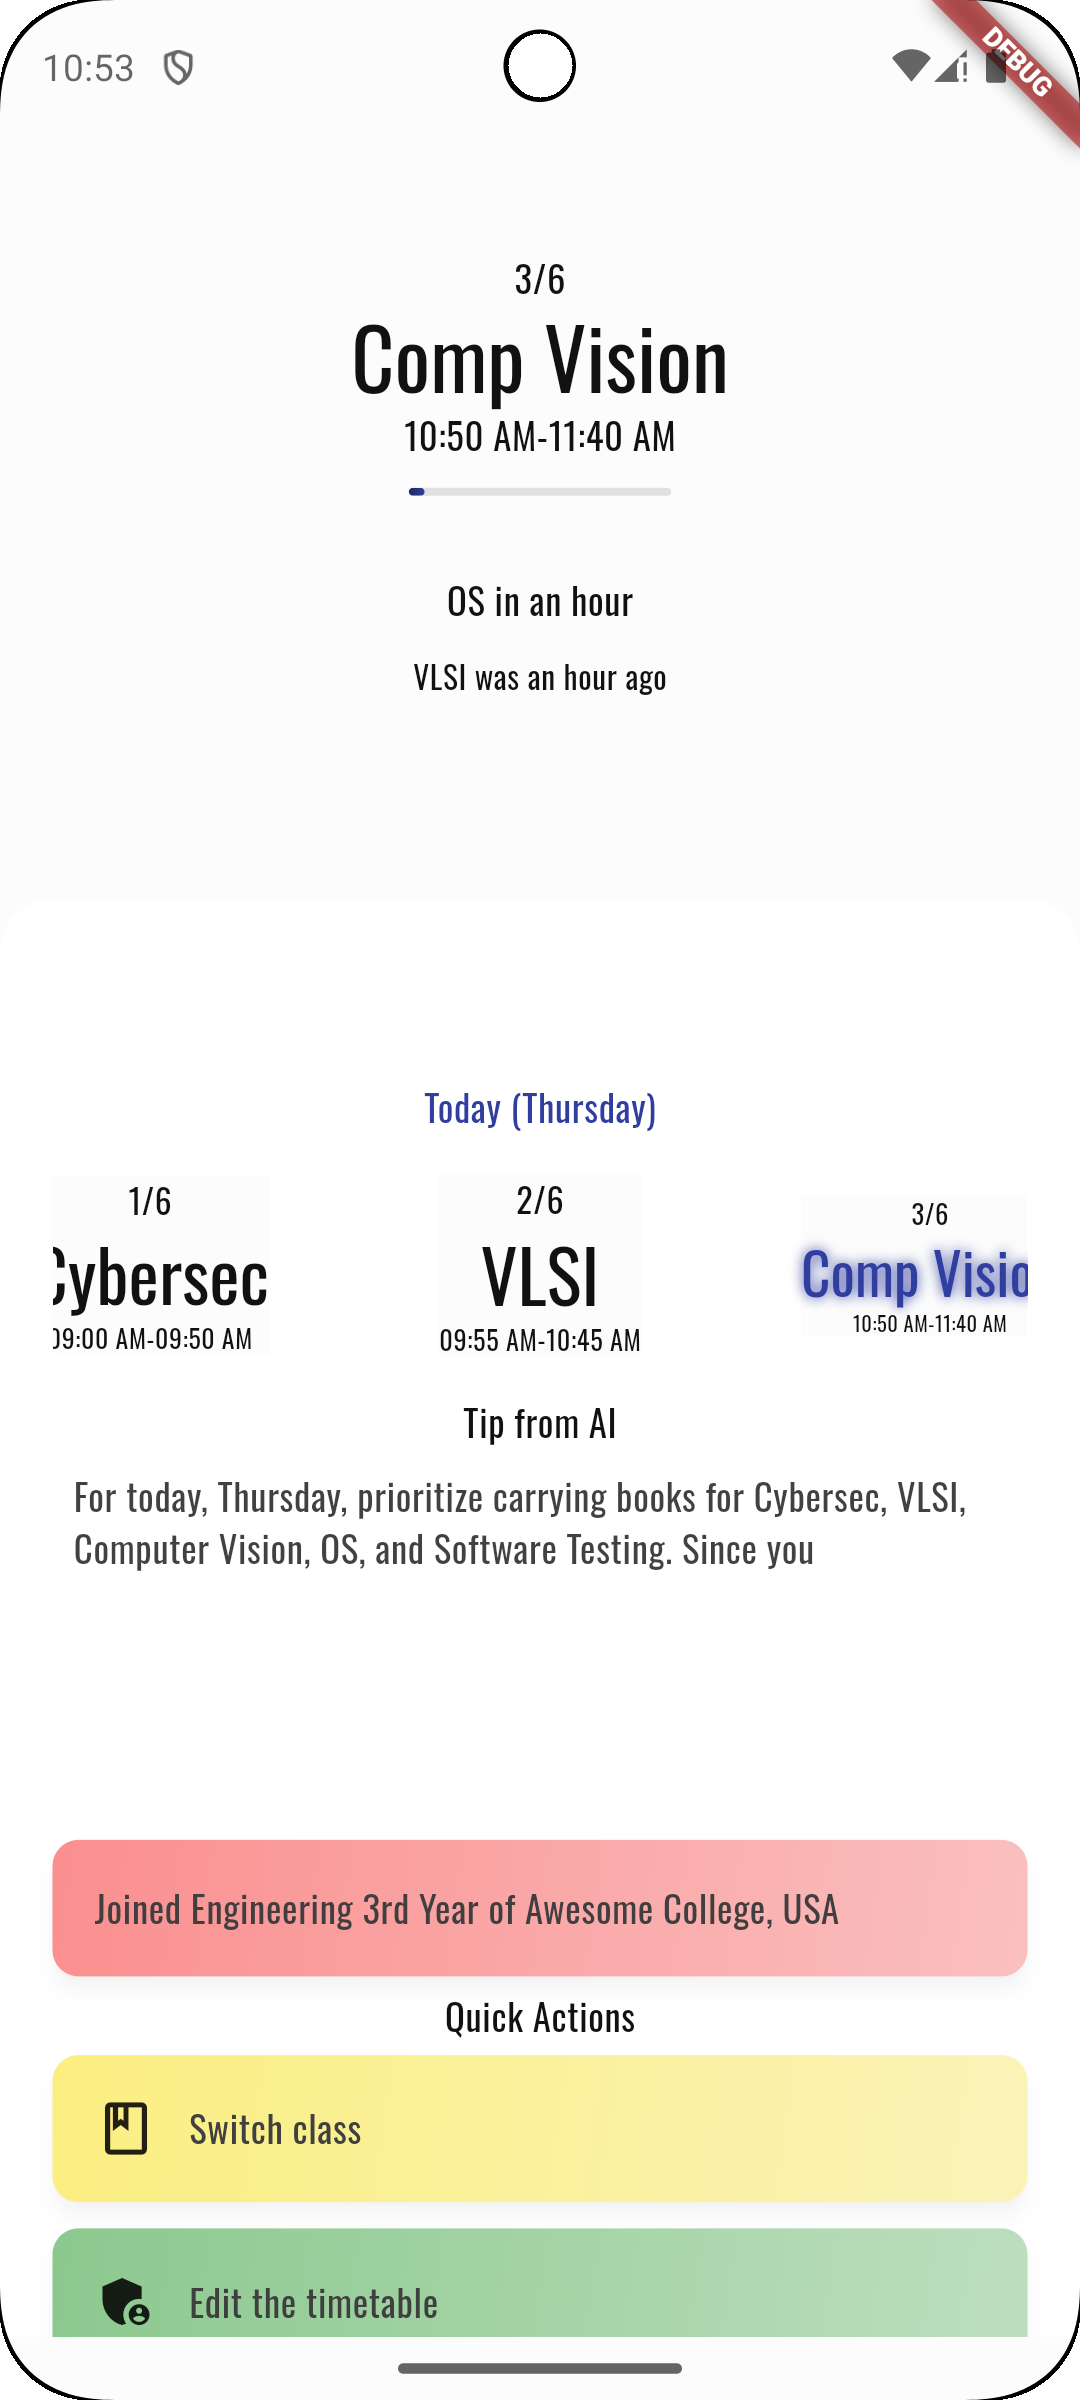 10:53
DEBUG
3/6
Comp Vision
10:50 AM-11:40 AM
OS in an hour
VLSI was an hour ago
Today (Thursday)
1/6
Cybersec
09:00 AM-09:50 AM
2/6
VLSI
09:55 AM-10:45 AM
3/6
Comp Visio
10:50 AM-11:40 AM
Tip from AI
For today, Thursday, prioritize carrying books for Cybersec, VLSI,
Computer Vision, OS, and Software Testing. Since you
Joined Engineering 3rd Year of Awesome College, USA
Quick Actions
Switch class
Edit the timetable